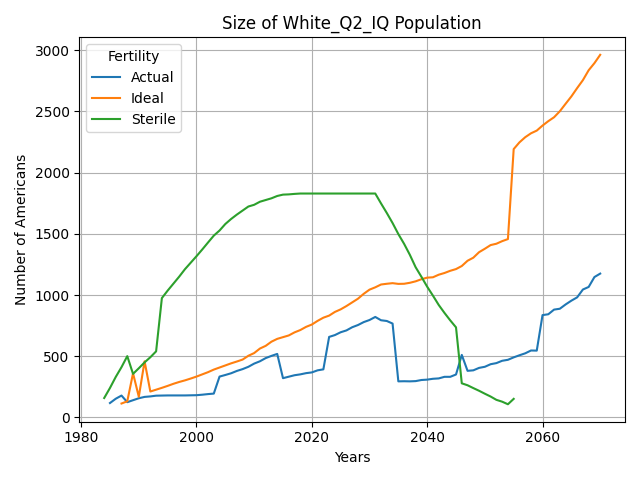 Size of White_Q2_IQ Population
Number of Americans
3000
2500
2000
1500
1000
500
0
Fertility
Actual
Ideal
Sterile
1980
2000
2020
2040
2060
Years